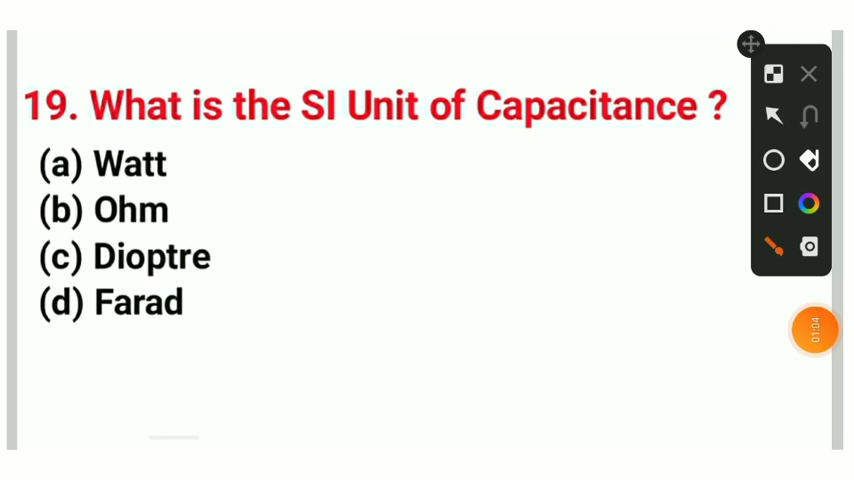 19. What is the SI Unit of Capacitance ?
(a) Watt
(b) Ohm
(c) Dioptre
(d) Farad
01:04